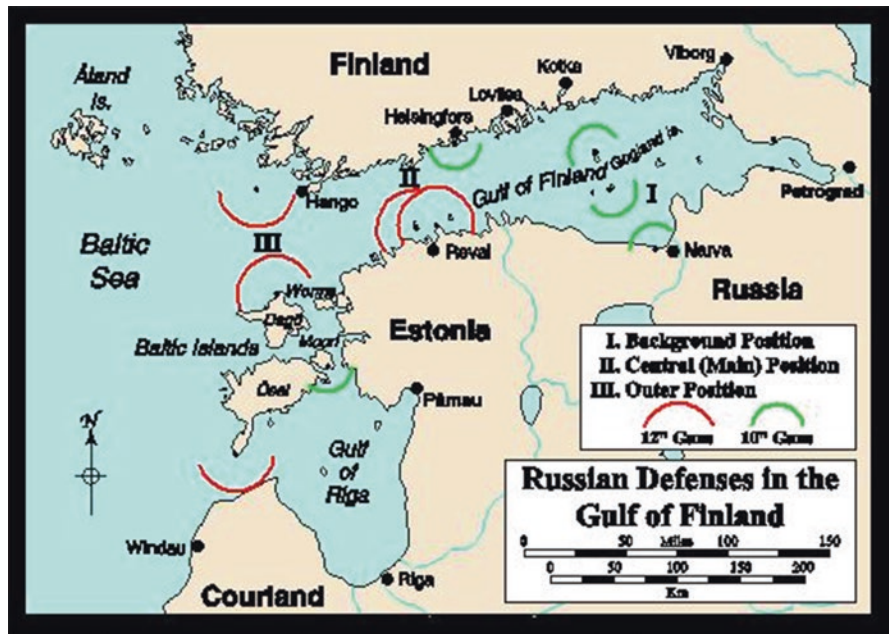 Åland
is.
Finland
Kotka
Lovilsa
Helsingfors
Viborg
Hango
II
Gulf of Finland
Gogland is.
I
Petrograd
Baltic
Sea
III
Reval
Narva
Russia
Worms
Dagö
Moon
Baltic Islands
Estonia
Ösel
Pärnau
N
Gulf
of
Riga
Windau
Riga
Courland
I. Background Position
II. Central (Main) Position
III. Outer Position
12" Guns
10" Guns
Russian Defenses in the
Gulf of Finland
0 50 Miles 100 150
0 50 100 150 200
Km